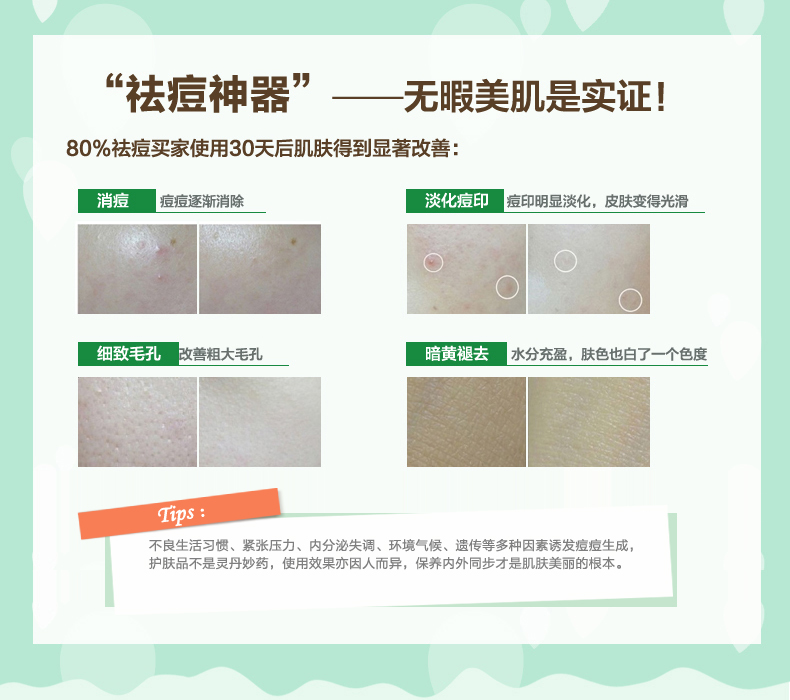 “祛痘神器”——无暇美肌是实证！
80%祛痘买家使用30天后肌肤得到显著改善：
消痘 痘痘逐渐消除
淡化痘印 痘印明显淡化，皮肤变得光滑
细致毛孔 改善粗大毛孔
暗黄褪去 水分充盈，肤色也白了一个色度
Tips：
不良生活习惯、紧张压力、内分泌失调、环境气候、遗传等多种因素诱发痘痘生成，
护肤品不是灵丹妙药，使用效果亦因人而异，保养内外同步才是肌肤美丽的根本。